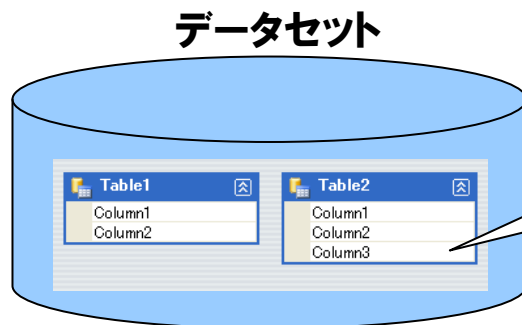 データセット
Table1
Column1
Column2
Table2
Column1
Column2
Column3